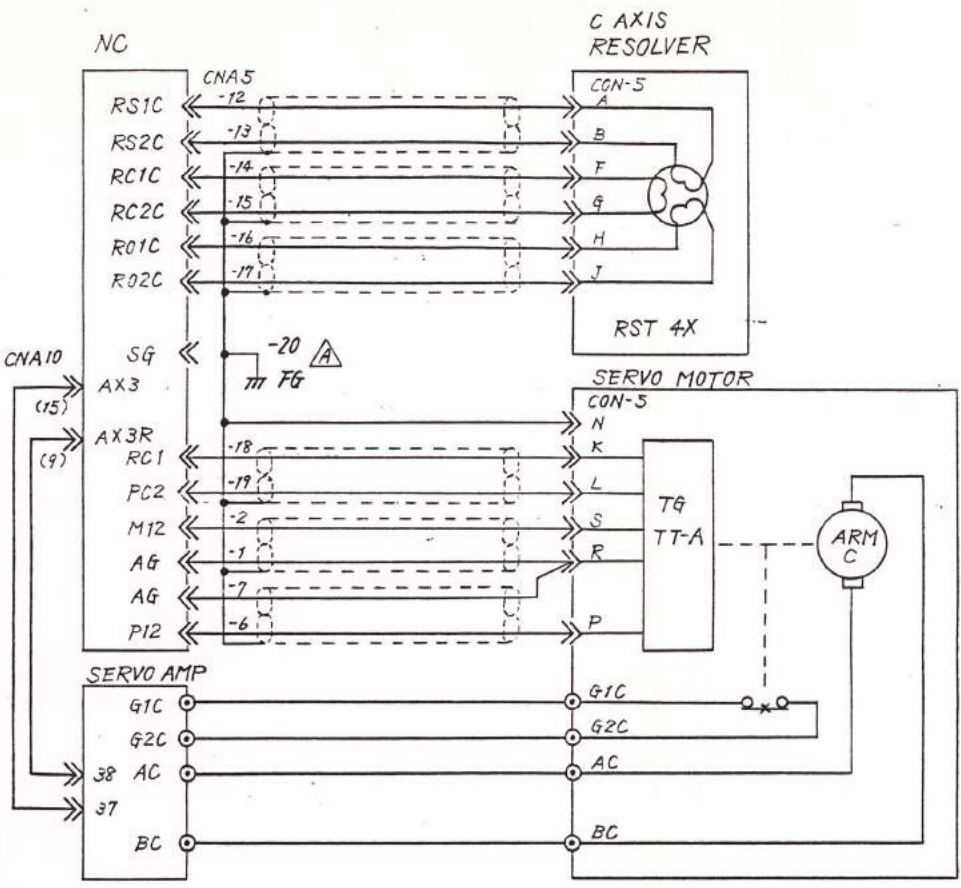 C AXIS
RESOLVER
NC
CNA5
CON-5
RS1C -12 A
RS2C -13 B
RC1C -14 F
RC2C -15 G
RO1C -16 H
RO2C -17 J
RST 4X
SG -20 A
FG
CNA10
AX3
(15)
AX3R
(9)
SERVO MOTOR
CON-5
N
RC1 -18 K
PC2 -19 L
M12 -2 S
AG -1 R
AG -7
P12 -6 P
TG
TT-A
ARM
C
SERVO AMP
G1C G1C
G2C G2C
38 AC AC
37
BC BC